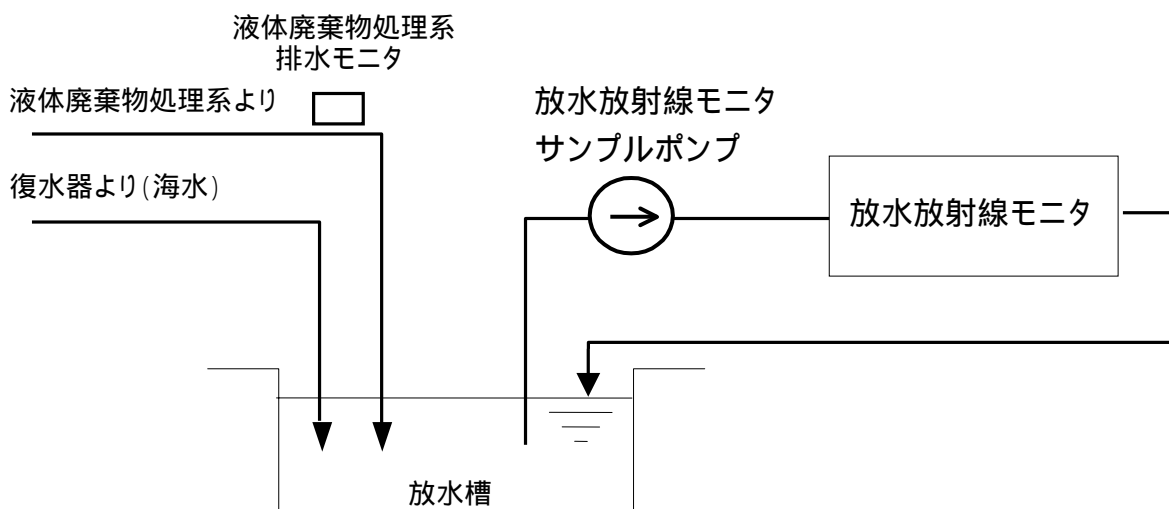 液体廃棄物処理系
排水モニタ
液体廃棄物処理系より
復水器より(海水)
放水放射線モニタ
サンプルポンプ
放水放射線モニタ
放水槽